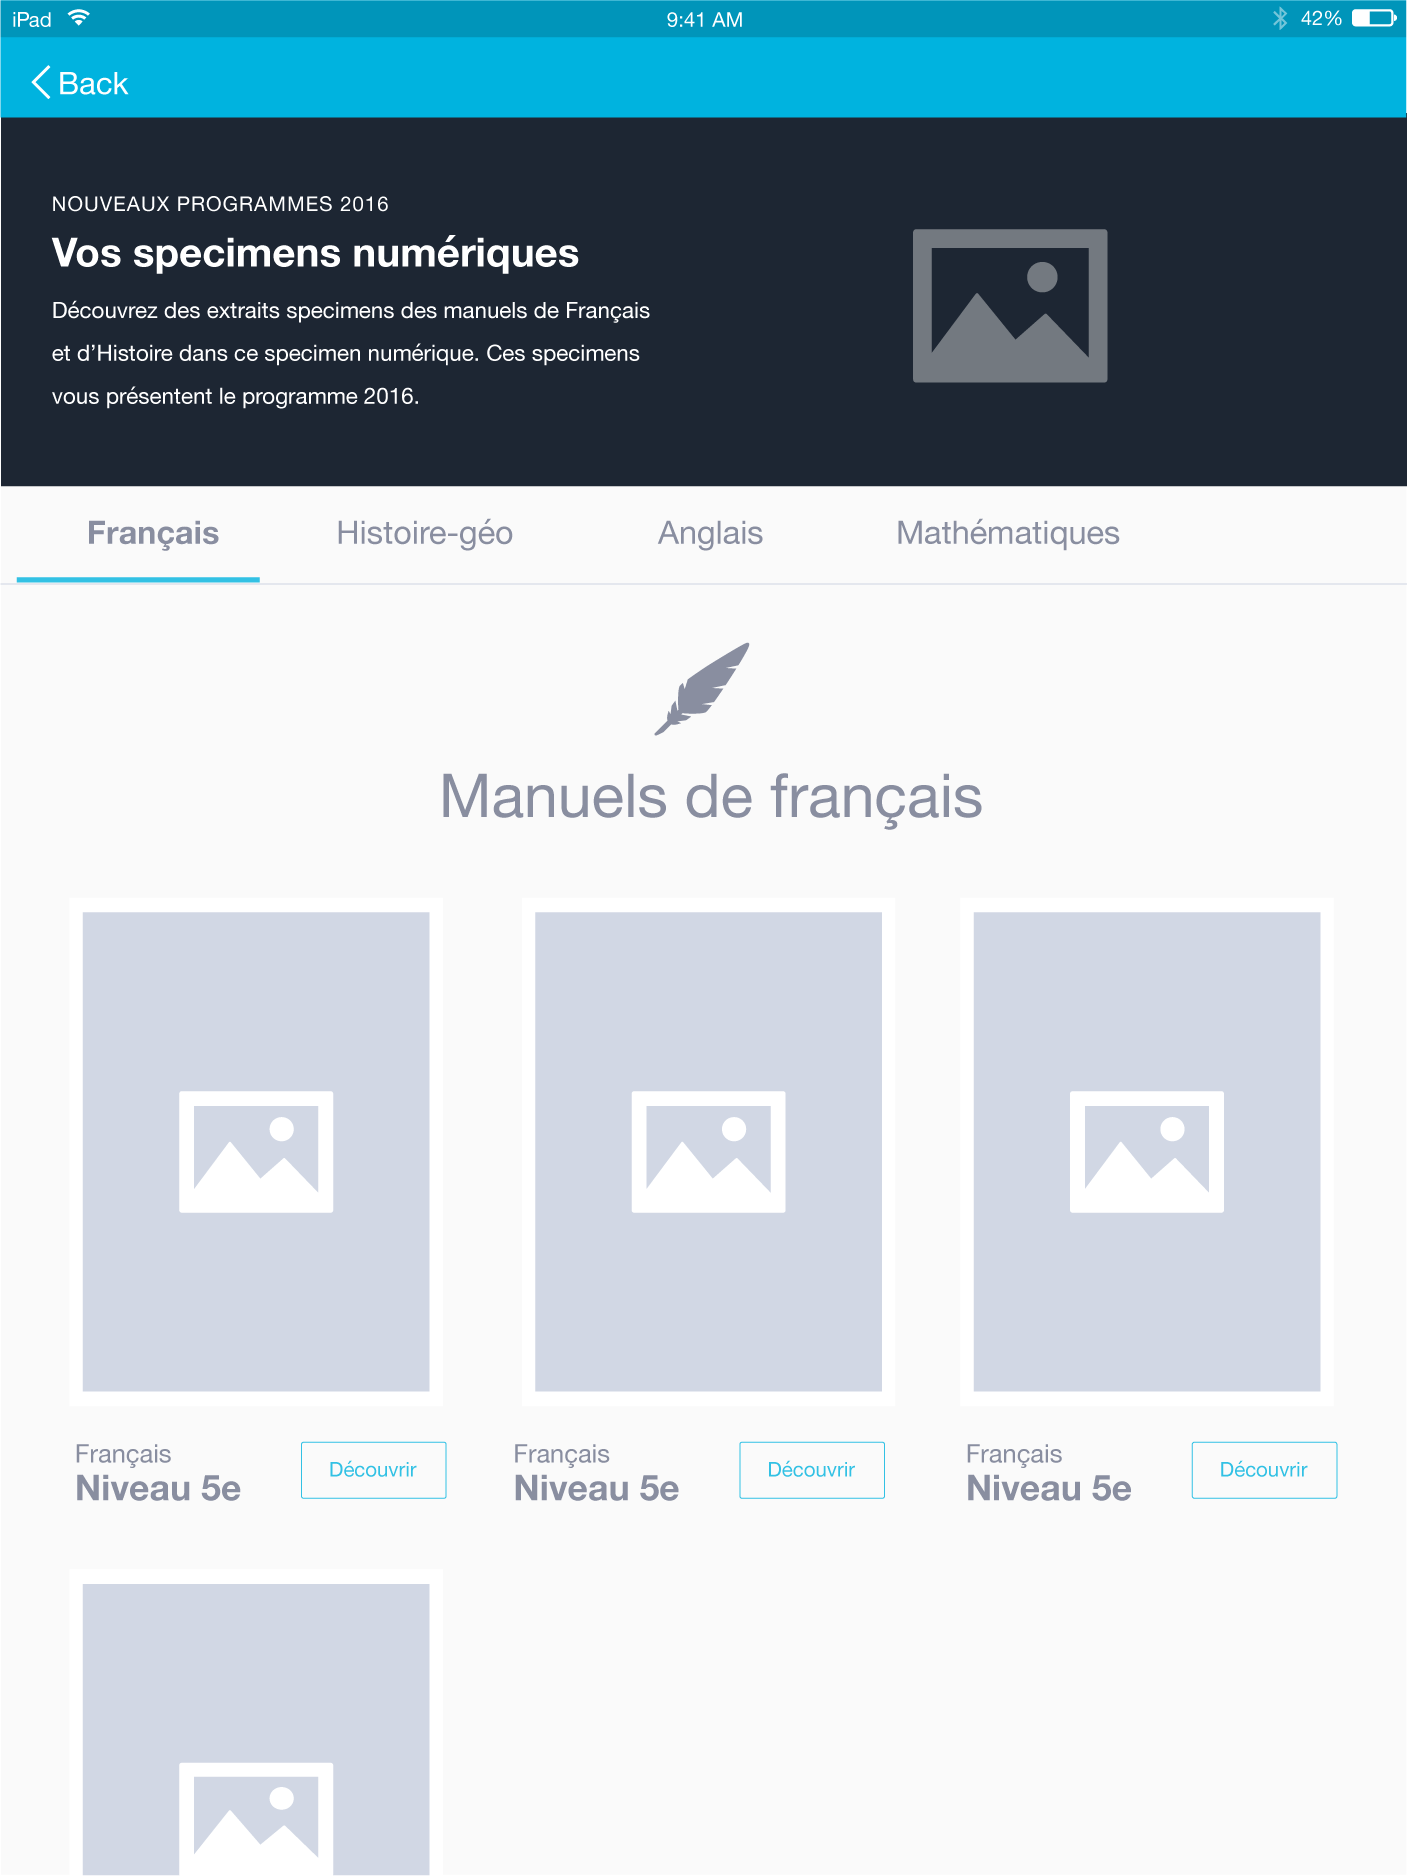 iPad 9:41 AM 42%
Back
NOUVEAUX PROGRAMMES 2016
Vos specimens numériques
Découvrez des extraits specimens des manuels de Français
et d’Histoire dans ce specimen numérique. Ces specimens
vous présentent le programme 2016.
Français Histoire-géo Anglais Mathématiques
Manuels de français
Français
Niveau 5e
Découvrir
Français
Niveau 5e
Découvrir
Français
Niveau 5e
Découvrir